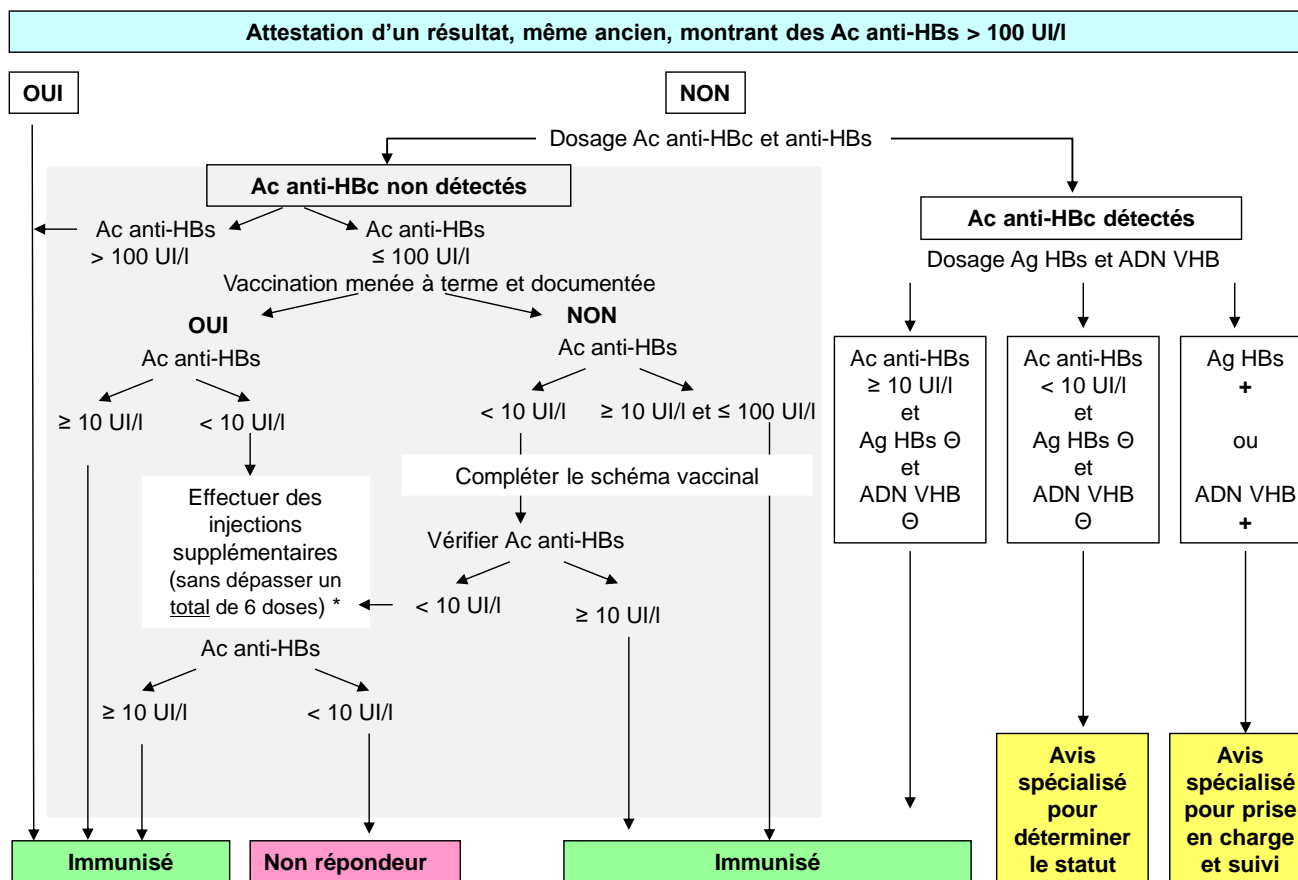 Attestation d'un résultat, même ancien, montrant des Ac anti-HBs > 100 UI/l
OUI
NON
Dosage Ac anti-HBc et anti-HBs
Ac anti-HBc non détectés
Ac anti-HBs
> 100 UI/l
Ac anti-HBs
≤ 100 UI/l
Vaccination menée à terme et documentée
OUI
Ac anti-HBs
≥ 10 UI/l
< 10 UI/l
Effectuer des
injections
supplémentaires
(sans dépasser un
total de 6 doses) *
Ac anti-HBs
≥ 10 UI/l
< 10 UI/l
NON
Ac anti-HBs
< 10 UI/l
≥ 10 UI/l et ≤ 100 UI/l
Compléter le schéma vaccinal
Vérifier Ac anti-HBs
< 10 UI/l
≥ 10 UI/l
Ac anti-HBc détectés
Dosage Ag HBs et ADN VHB
Ac anti-HBs
≥ 10 UI/l
et
Ag HBs Θ
et
ADN VHB
Θ
Ac anti-HBs
< 10 UI/l
et
Ag HBs Θ
et
ADN VHB
Θ
Ag HBs
+
ou
ADN VHB
+
Immunisé
Non répondeur
Immunisé
Avis
spécialisé
pour
déterminer
le statut
Avis
spécialisé
pour prise
en charge
et suivi